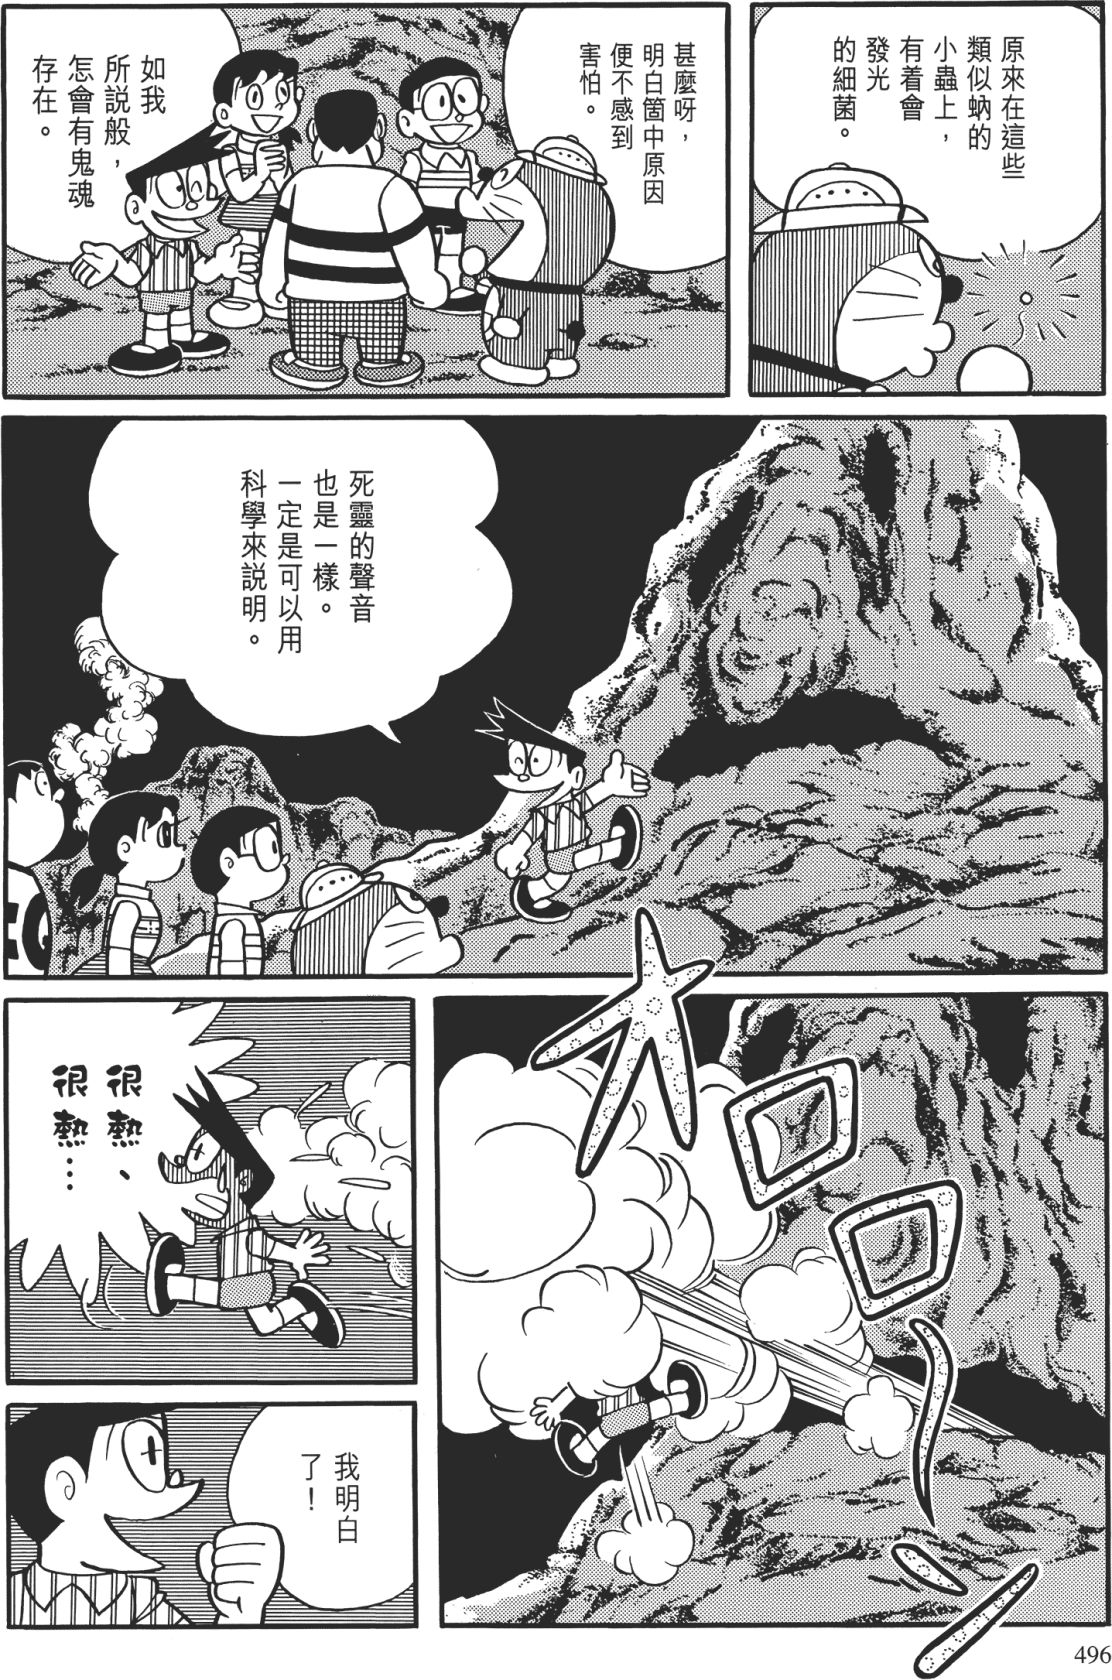 原來在這些
類似蚋的
小蟲上，
有着會
發光
的細菌。
甚麼呀，
明白箇中原因
便不感到
害怕。
如我
所說般，
怎會有鬼魂
存在。
死靈的聲音
也是一樣。
一定是可以用
科學來說明。
オロロ～ン
很熱、
很熱…
我明白
了！
496